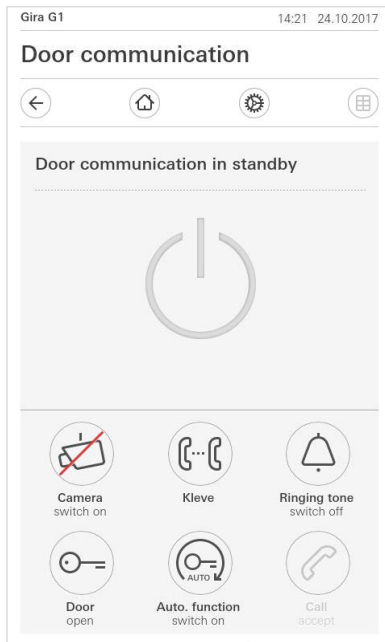 Gira G1 14:21 24.10.2017
Door communication
Door communication in standby
Camera
switch on
Kleve
Ringing tone
switch off
Door
open
AUTO
Auto. function
switch on
Call
accept